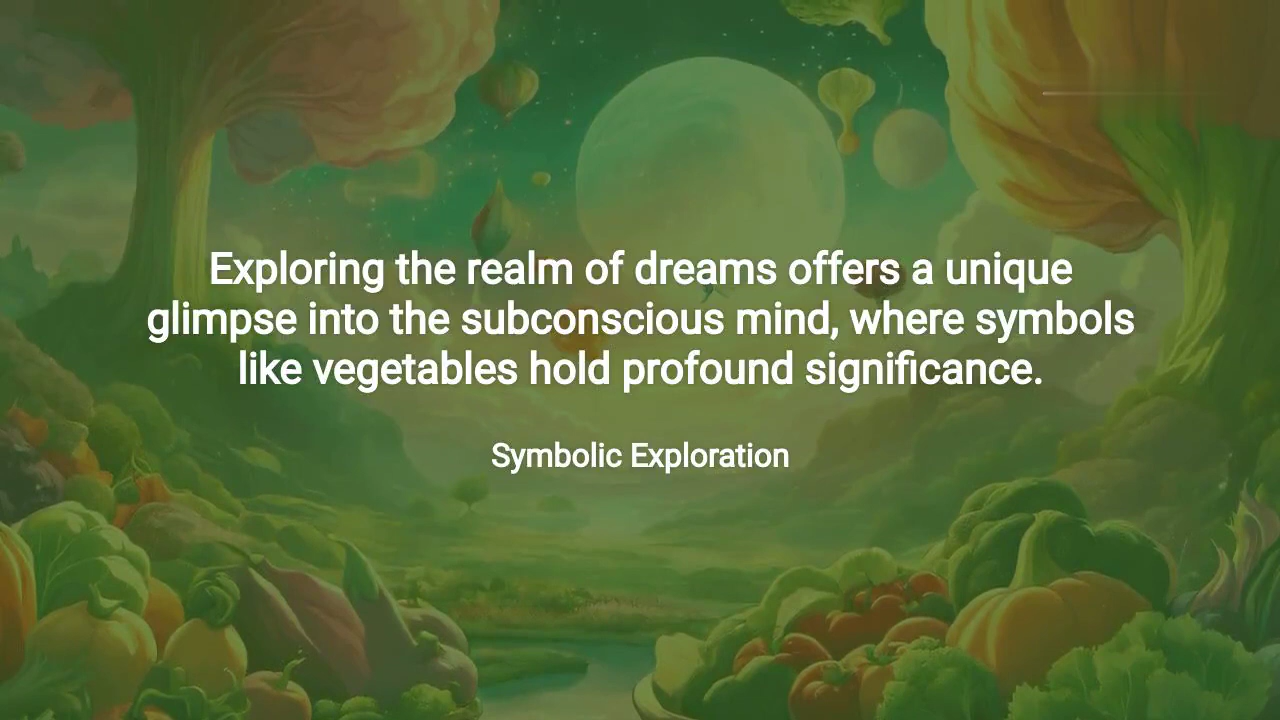 Exploring the realm of dreams offers a unique
glimpse into the subconscious mind, where symbols
like vegetables hold profound significance.
Symbolic Exploration